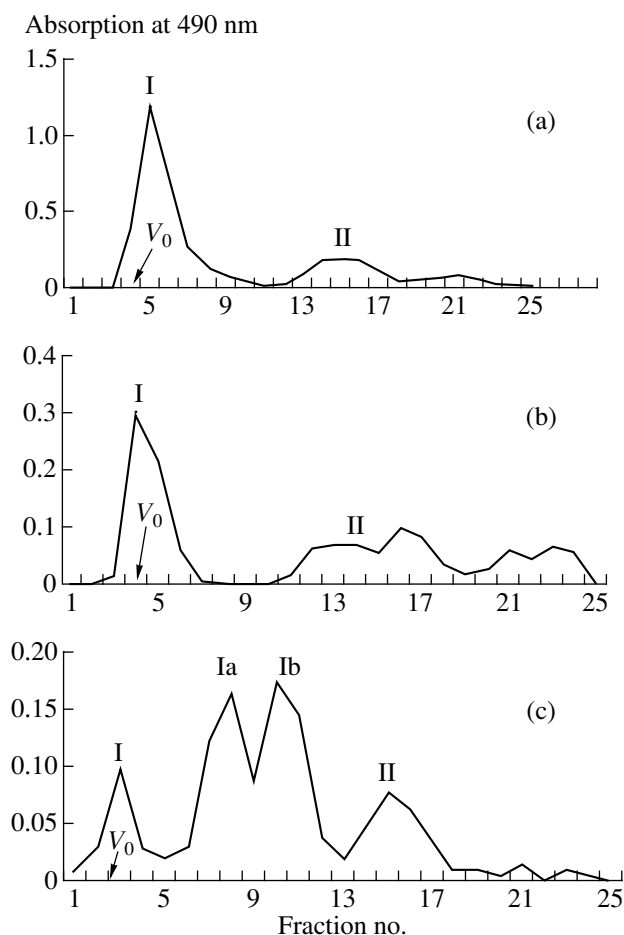 Absorption at 490 nm
1.5
I
(a)
1.0
0.5
V0
II
0
1 5 9 13 17 21 25
0.4
I
(b)
0.3
0.2
V0
0.1
II
0
1 5 9 13 17 21 25
0.20
Ia Ib
0.15
(c)
I
0.10
II
0.05
V0
0
1 5 9 13 15 21 25
Fraction no.